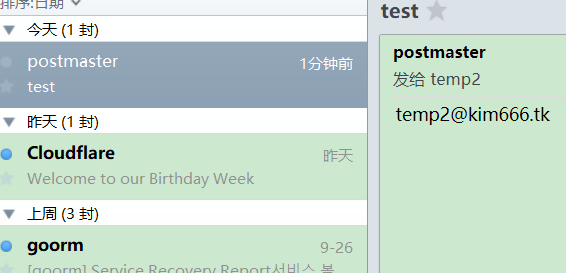 排序:日期
今天 (1 封)
postmaster
1分钟前
test
昨天 (1 封)
Cloudflare
昨天
Welcome to our Birthday Week
上周 (3 封)
goorm
9-26
[goorm] Service Recovery Report서비스 복
test
postmaster
发给 temp2
temp2@kim666.tk